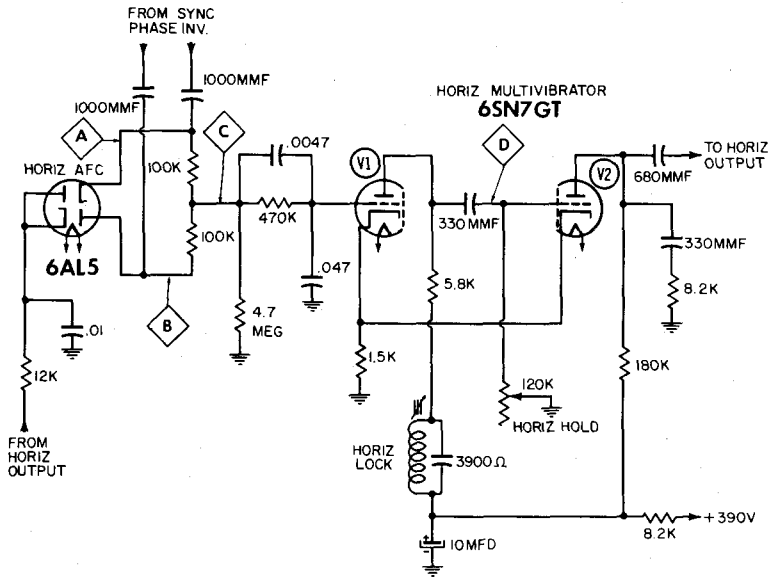 FROM SYNC
PHASE INV.
1000MMF
1000MMF
HORIZ MULTIVIBRATOR
6SN7GT
A
C
.0047
D
HORIZ AFC
V1
V2
TO HORIZ
OUTPUT
100K
680MMF
470K
330MMF
330MMF
100K
6AL5
.047
5.8K
8.2K
B
4.7
MEG
.01
1.5K
180K
12K
120K
HORIZ HOLD
FROM
HORIZ
OUTPUT
HORIZ
LOCK
3900Ω
+390V
8.2K
+
-
10MFD